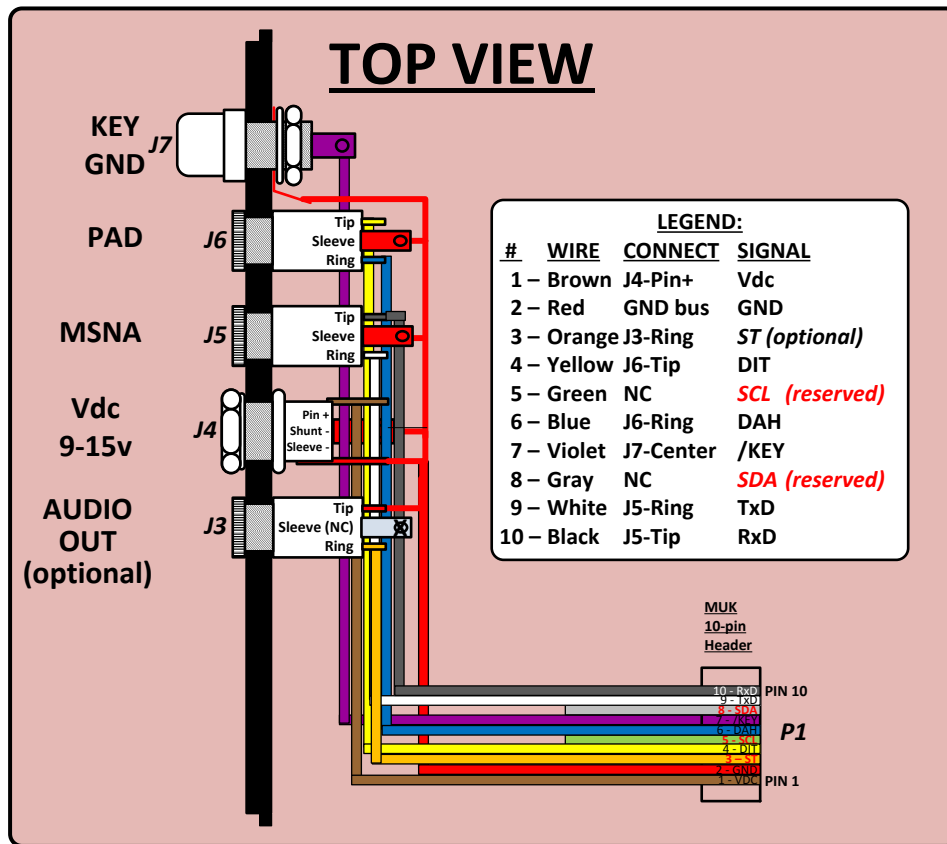 TOP VIEW
KEY
GND
J7
PAD
J6
Tip
Sleeve
Ring
MSNA
J5
Tip
Sleeve
Ring
Vdc
9-15v
J4
Pin +
Shunt -
Sleeve -
AUDIO
OUT
(optional)
J3
Tip
Sleeve (NC)
Ring
LEGEND:
# WIRE CONNECT SIGNAL
1 – Brown J4-Pin+ Vdc
2 – Red GND bus GND
3 – Orange J3-Ring ST (optional)
4 – Yellow J6-Tip DIT
5 – Green NC SCL (reserved)
6 – Blue J6-Ring DAH
7 – Violet J7-Center /KEY
8 – Gray NC SDA (reserved)
9 – White J5-Ring TxD
10 – Black J5-Tip RxD
MUK
10-pin
Header
10 - RxD PIN 10
9 - TxD
8 - SDA
7 - /KEY
6 - DAH
P1
5 - SCL
4 - DIT
3 – ST
2 - GND
1 - VDC PIN 1